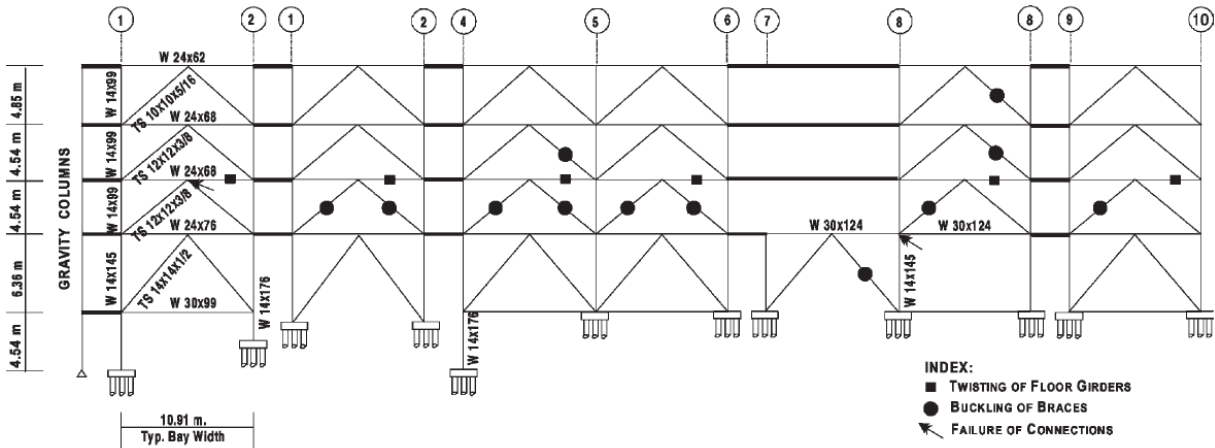 1 2 1 2 4 5 6 7 8 8 9 10
W 24x62
4.85 m
W 14x99
TS 10x10x5/16
W 24x68
4.54 m
W 14x99
TS 12x12x3/8
W 24x68
4.54 m
GRAVITY COLUMNS
W 14x99
TS 12x12x3/8
W 24x76
W 30x124
W 30x124
6.36 m
W 14x145
TS 14x14x1/2
W 30x99
W 14x176
W 14x145
4.54 m
W 14x176
10.91 m.
Typ. Bay Width
INDEX:
TWISTING OF FLOOR GIRDERS
BUCKLING OF BRACES
FAILURE OF CONNECTIONS